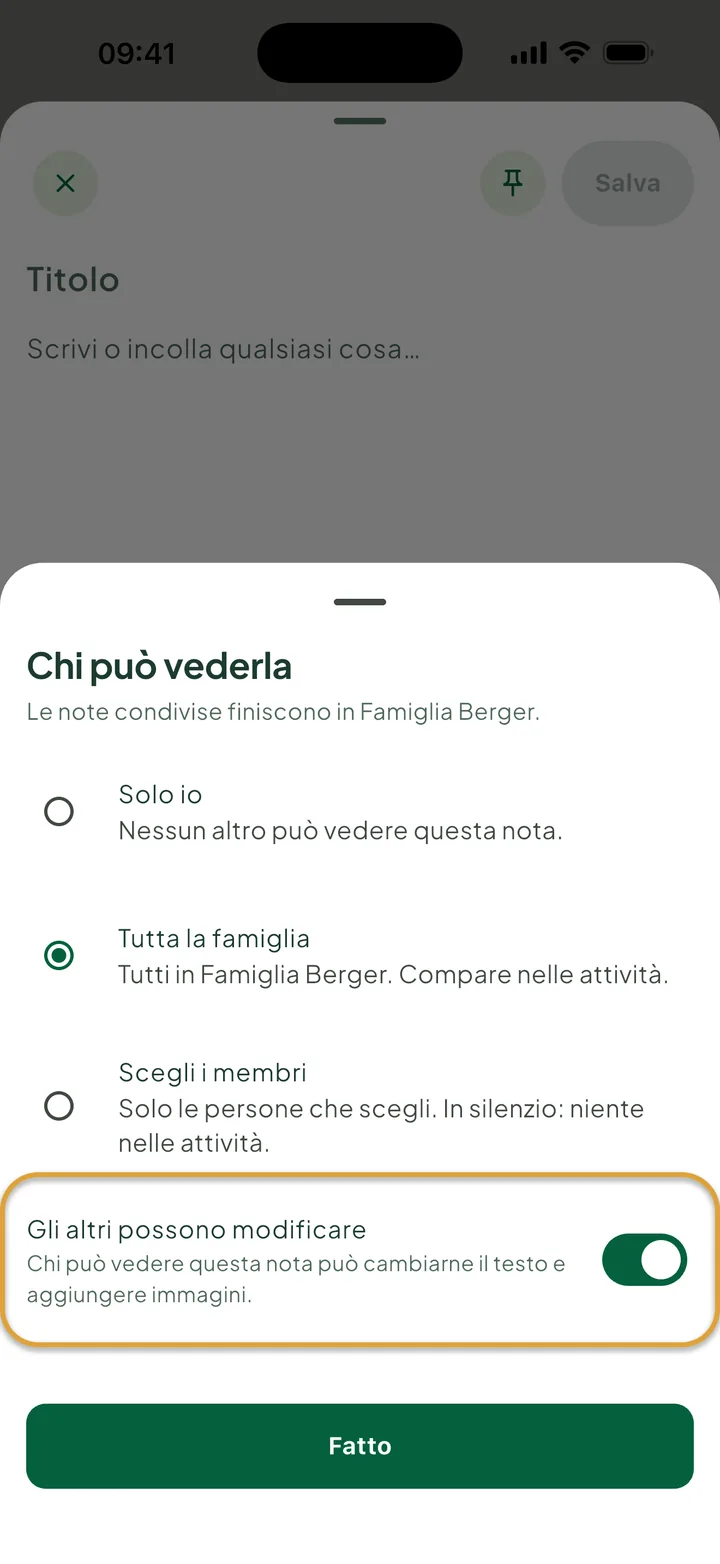 09:41
Salva
Titolo
Scrivi o incolla qualsiasi cosa…
Chi può vederla
Le note condivise finiscono in Famiglia Berger.
Solo io
Nessun altro può vedere questa nota.
Tutta la famiglia
Tutti in Famiglia Berger. Compare nelle attività.
Scegli i membri
Solo le persone che scegli. In silenzio: niente
nelle attività.
Gli altri possono modificare
Chi può vedere questa nota può cambiarne il testo e
aggiungere immagini.
Fatto